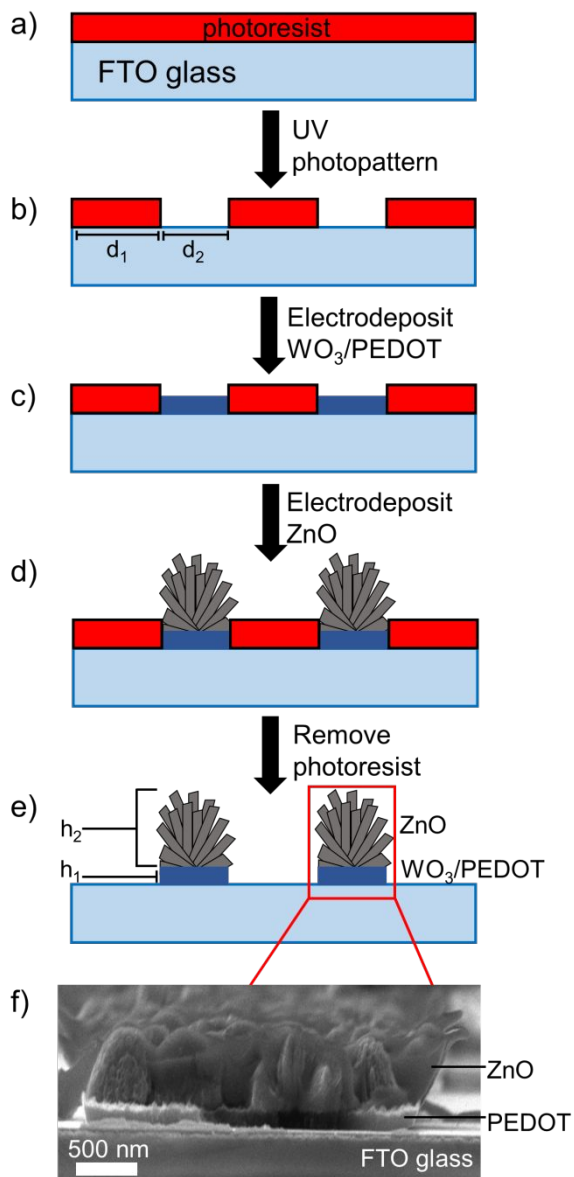 a)
photoresist
FTO glass
UV
photopattern
b)
d₁
d₂
Electrodeposit
WO₃/PEDOT
c)
Electrodeposit
ZnO
d)
Remove
photoresist
e)
h₂
ZnO
h₁
WO₃/PEDOT
f)
ZnO
PEDOT
500 nm
FTO glass